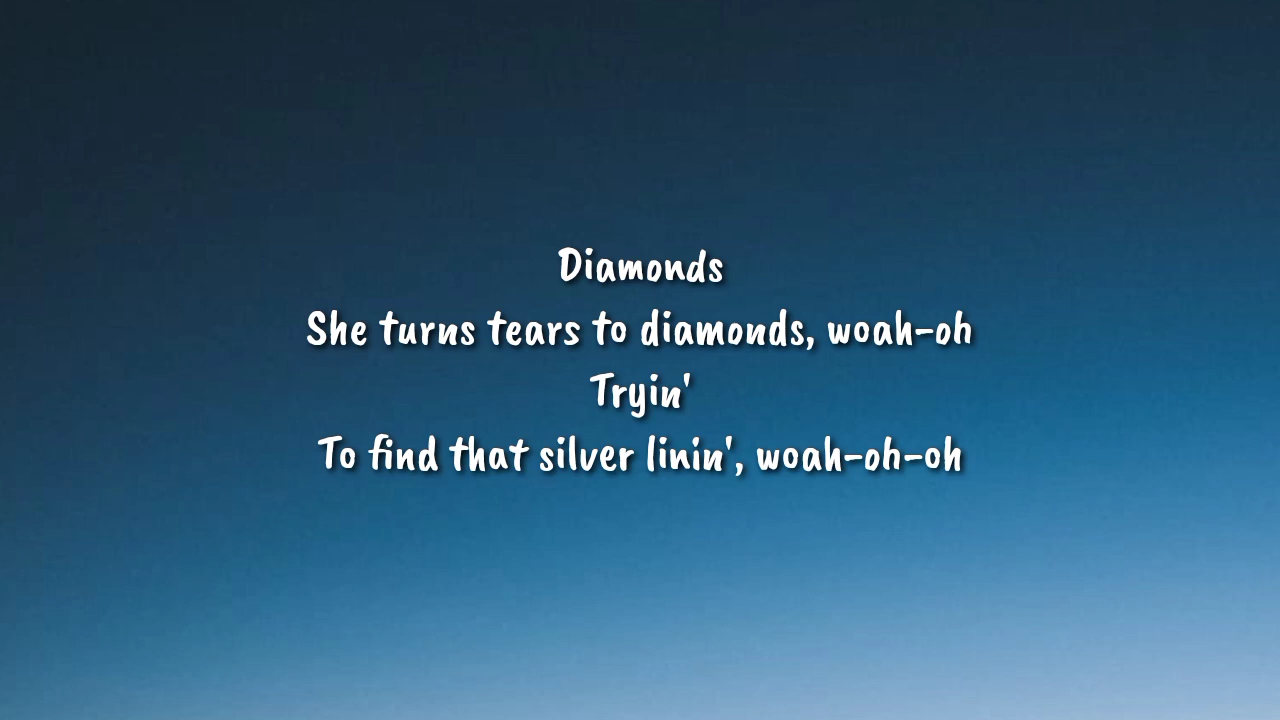 Diamonds
She turns tears to diamonds, woah-oh
Tryin'
To find that silver linin', woah-oh-oh